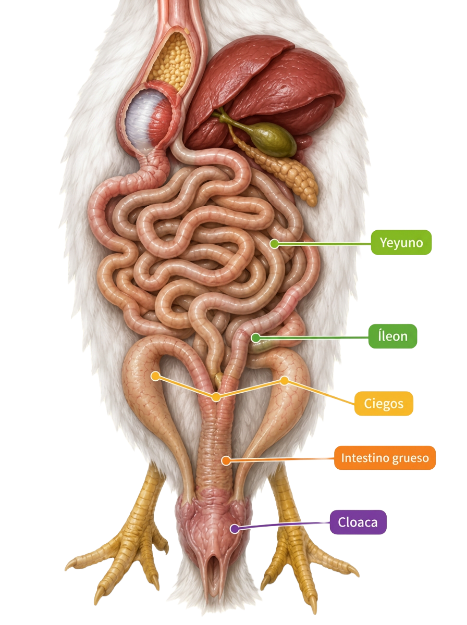 Yeyuno
Íleon
Ciegos
Intestino grueso
Cloaca